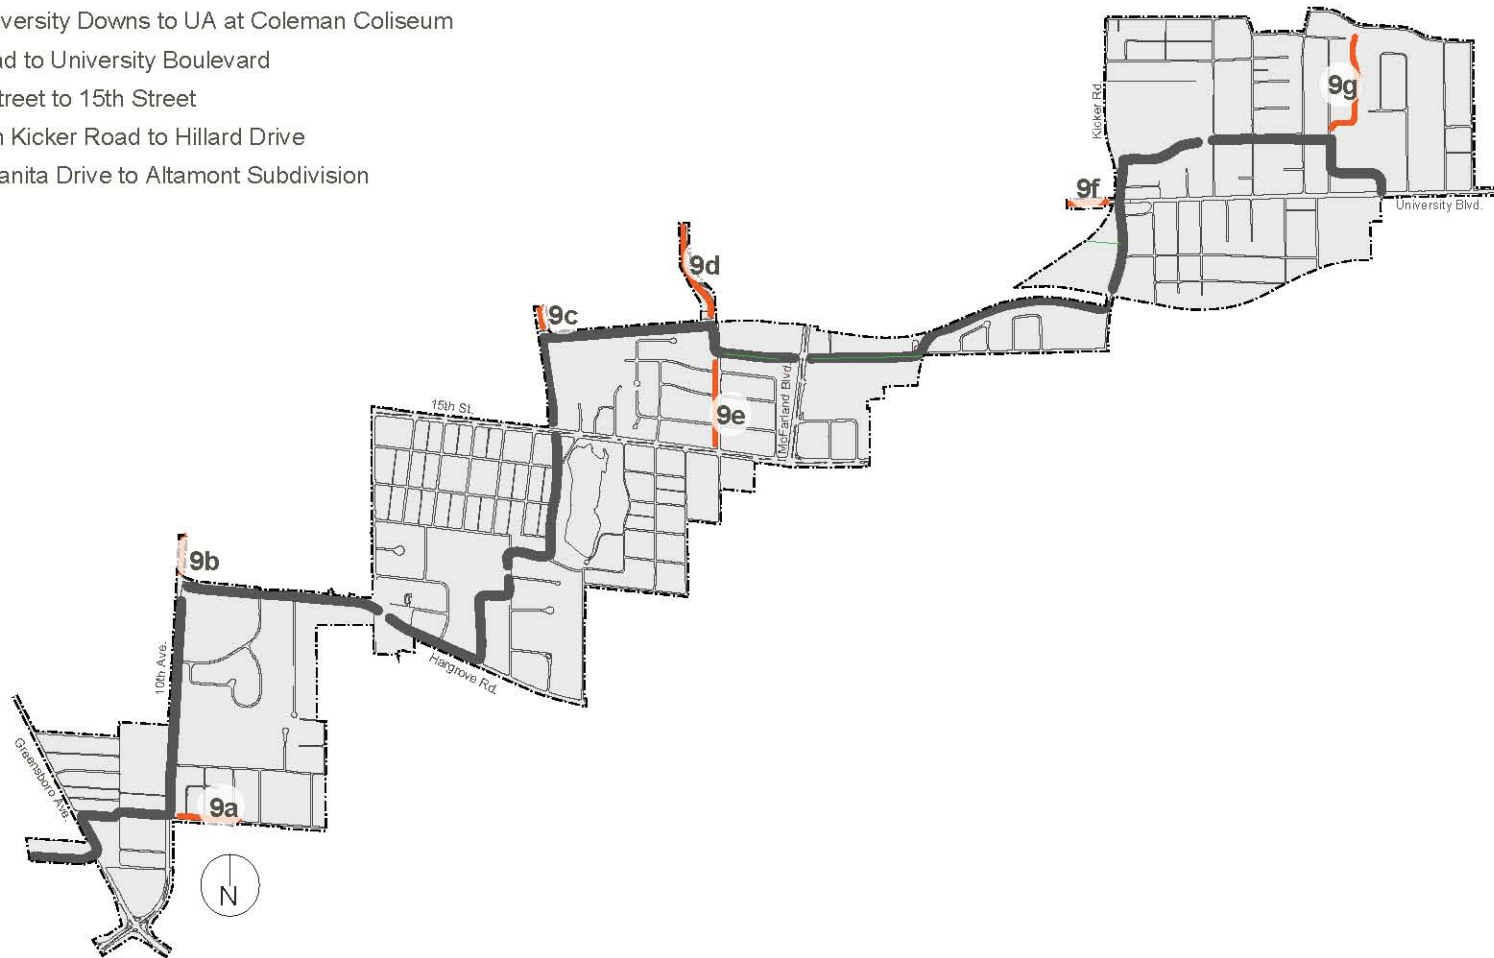 versity Downs to UA at Coleman Coliseum
ad to University Boulevard
treet to 15th Street
n Kicker Road to Hillard Drive
anita Drive to Altamont Subdivision
9g
Kicker Rd.
9f
University Blvd.
9d
9c
15th St.
McFarland Blvd.
9e
9b
Hargrove Rd.
10th Ave.
Greensboro Ave.
9a
N